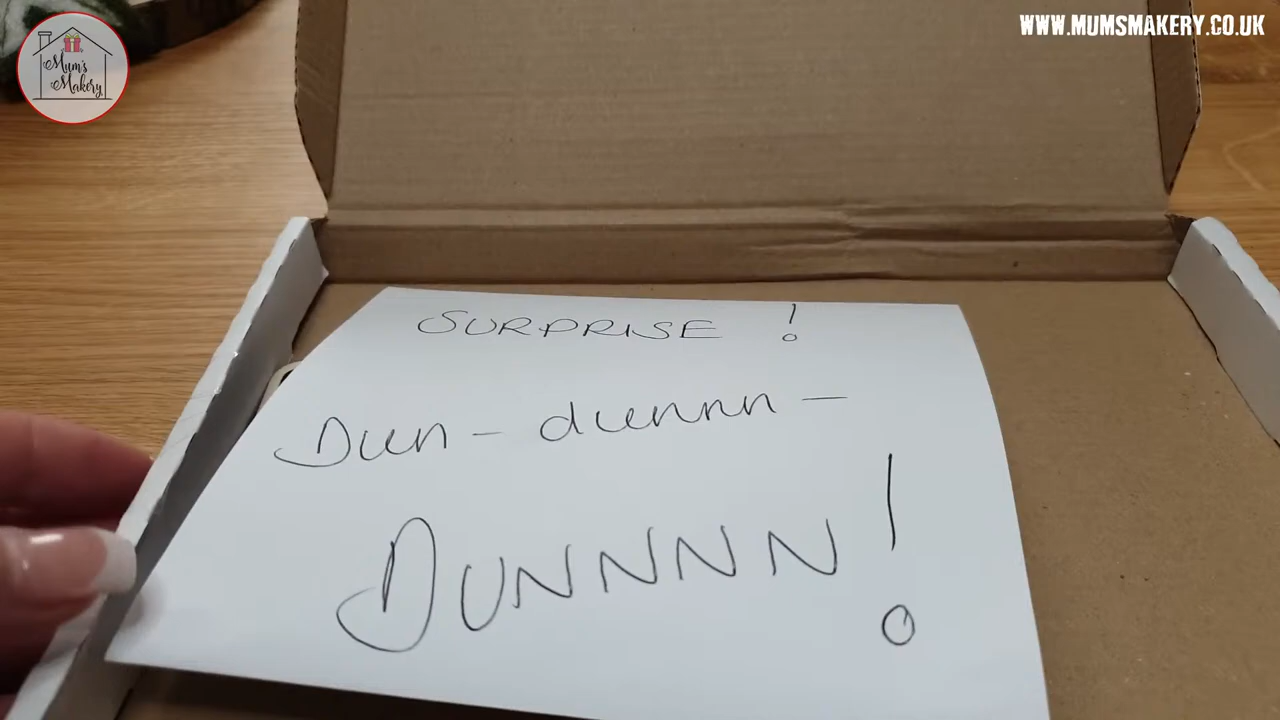 WWW.MUMSMAKERY.CO.UK
Mum's
Makery
SURPRISE !
Dun - dunnn -
DUNNNN !